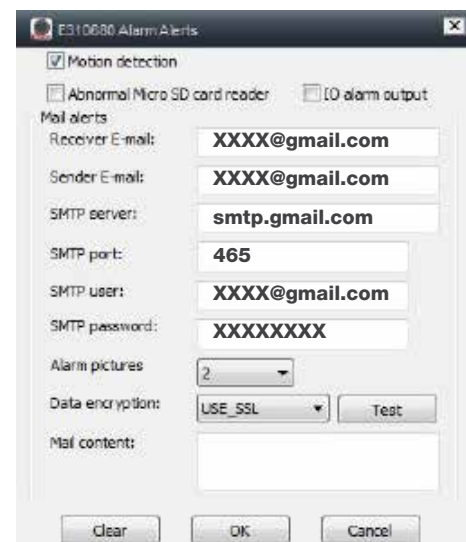 E310680 Alarm Alerts
Motion detection
Abnormal Micro SD card reader IO alarm output
Mail alerts
Receiver E-mail: XXXX@gmail.com
Sender E-mail: XXXX@gmail.com
SMTP server: smtp.gmail.com
SMTP port: 465
SMTP user: XXXX@gmail.com
SMTP password: XXXXXXXX
Alarm pictures 2
Data encryption: USE_SSL Test
Mail content:
Clear OK Cancel